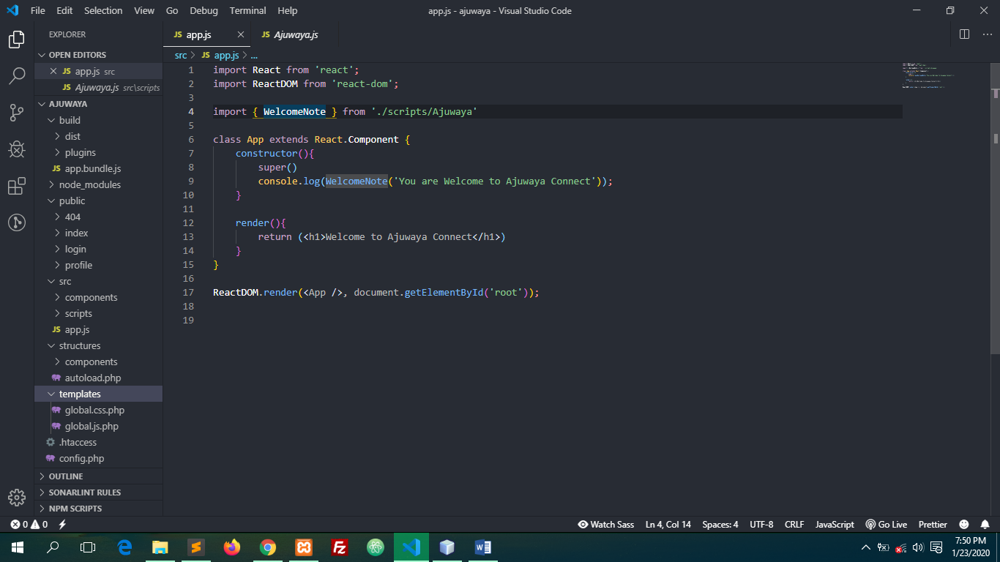 File Edit Selection View Go Debug Terminal Help
app.js - ajuwaya - Visual Studio Code
EXPLORER
OPEN EDITORS
JS app.js src
JS Ajuwaya.js src\scripts
AJUWAYA
build
dist
plugins
JS app.bundle.js
node_modules
public
404
index
login
profile
src
components
scripts
JS app.js
structures
components
autoload.php
templates
global.css.php
global.js.php
.htaccess
config.php
OUTLINE
SONARLINT RULES
NPM SCRIPTS
JS app.js JS Ajuwaya.js
src > JS app.js > ...
1 import React from 'react';
2 import ReactDOM from 'react-dom';
3
4 import { WelcomeNote } from './scripts/Ajuwaya'
5
6 class App extends React.Component {
7 constructor(){
8 super()
9 console.log(WelcomeNote('You are Welcome to Ajuwaya Connect'));
10 }
11
12 render(){
13 return (<h1>Welcome to Ajuwaya Connect</h1>)
14 }
15 }
16
17 ReactDOM.render(<App />, document.getElementById('root'));
18
19
0 0 Watch Sass Ln 4, Col 14 Spaces: 4 UTF-8 CRLF JavaScript Go Live Prettier
7:50 PM
1/23/2020